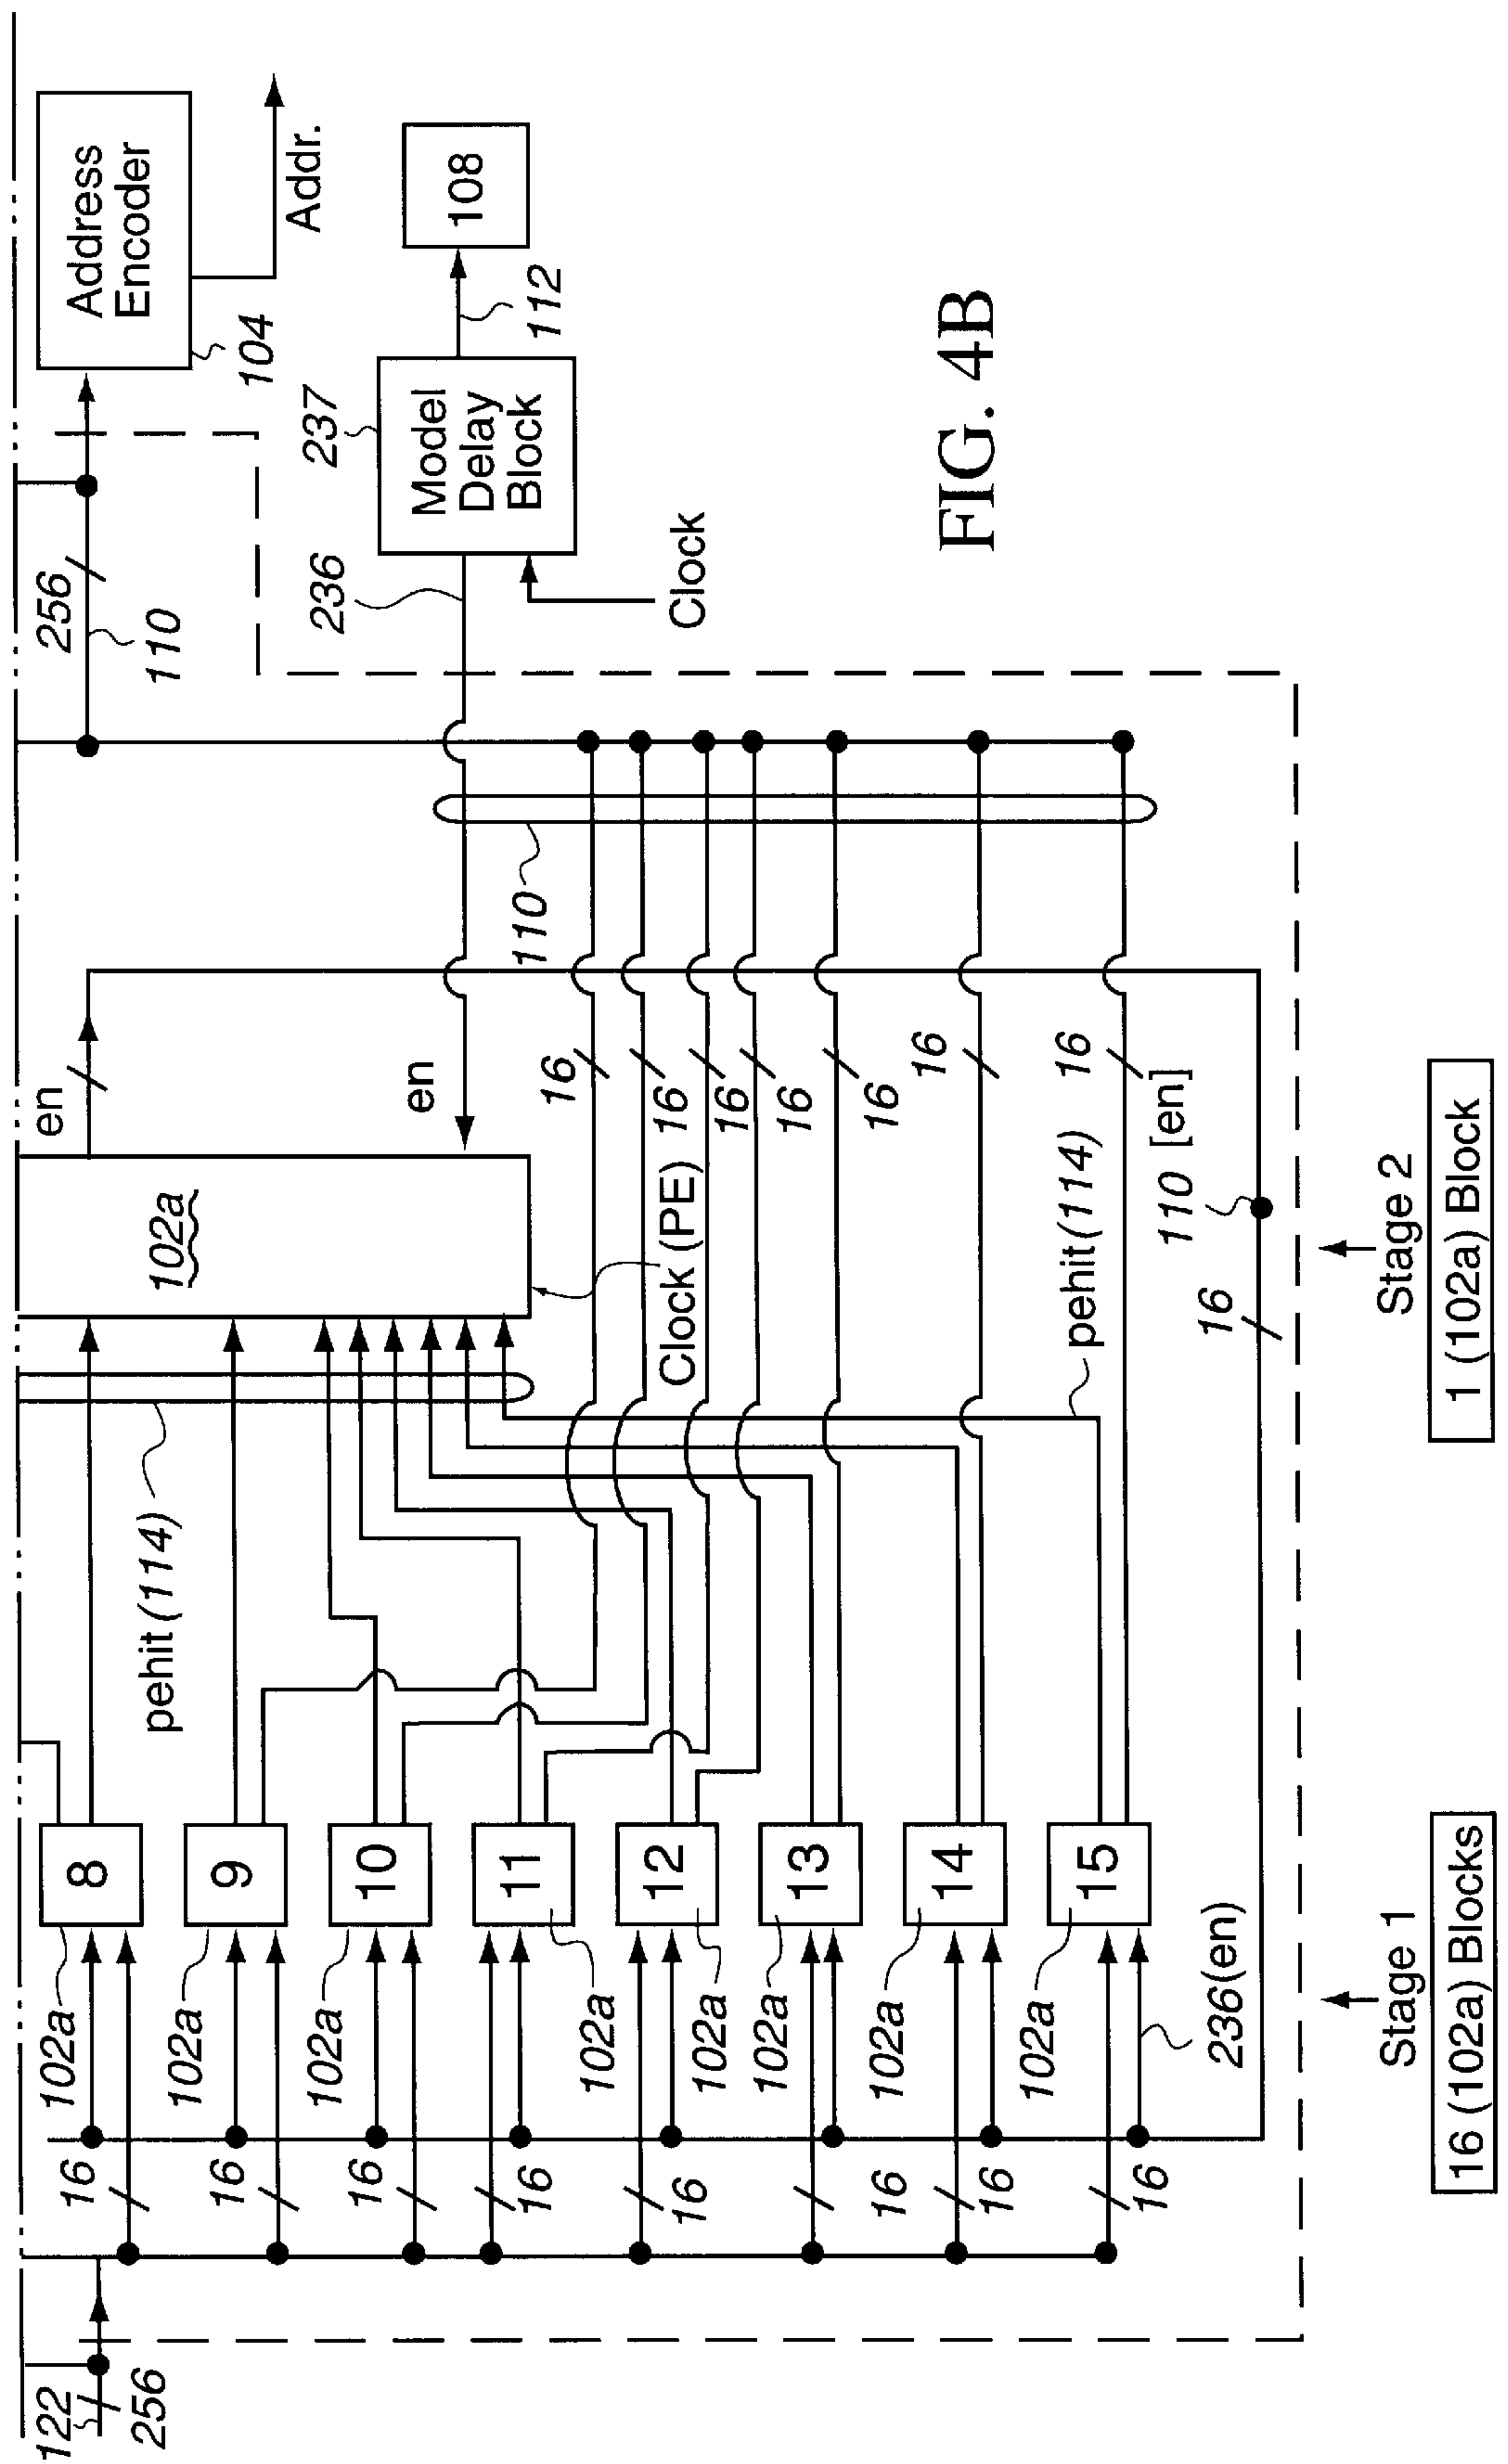 122
256
16
16
16
16
16
16
16
16
102a
102a
102a
102a
102a
102a
102a
102a
8
9
10
11
12
13
14
15
236(en)
pehit (114)
pehit (114)
102a
Clock (PE)
en
en
16
16
16
16
16
16
16
110 [en]
16
110
256
110
236
Clock
237
Model
Delay
Block
112
108
104
Address
Encoder
Addr.
FIG. 4B
Stage 1
16 (102a) Blocks
Stage 2
1 (102a) Block